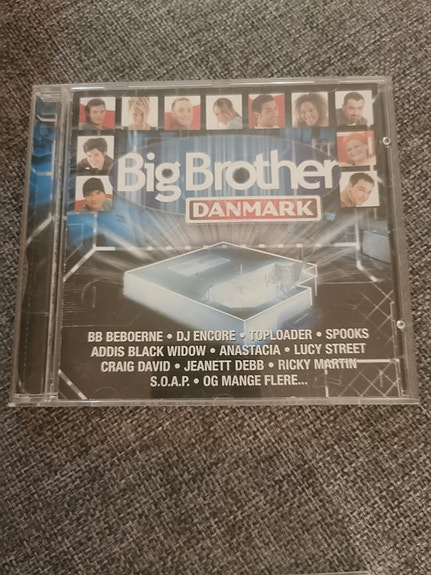 Big Brother
DANMARK
BB BEBOERNE • DJ ENCORE • TOPLOADER • SPOOKS
ADDIS BLACK WIDOW • ANASTACIA • LUCY STREET
CRAIG DAVID • JEANETT DEBB • RICKY MARTIN
S.O.A.P. • OG MANGE FLERE...